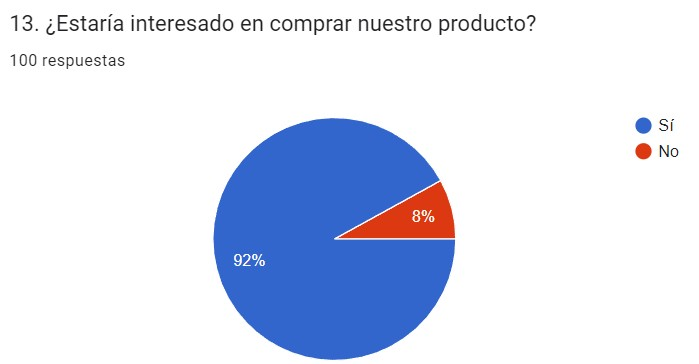 13. ¿Estaría interesado en comprar nuestro producto?
100 respuestas
Sí
No
8%
92%